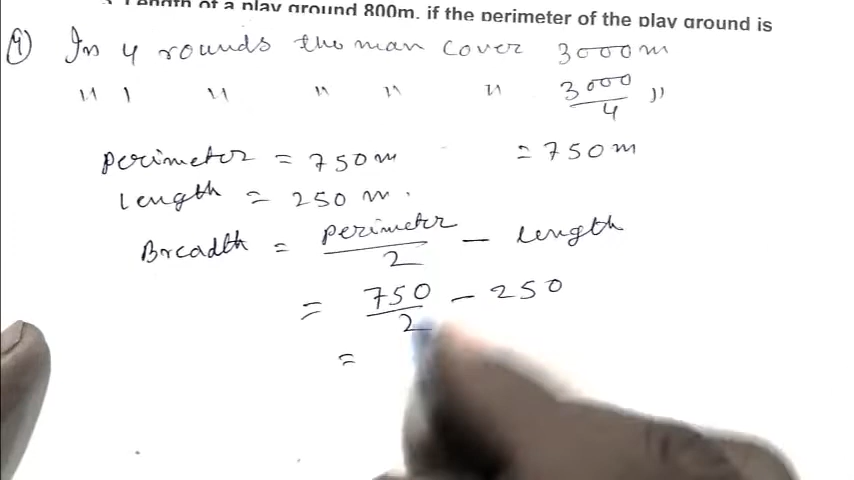 Length of a play ground 800m. if the perimeter of the play ground is
(4) In 4 rounds the man cover 3000m
" 1 " " " " 3000/4 "
perimeter = 750m = 750m
Length = 250 m.
Breadth = perimeter/2 - length
= 750/2 - 250
=